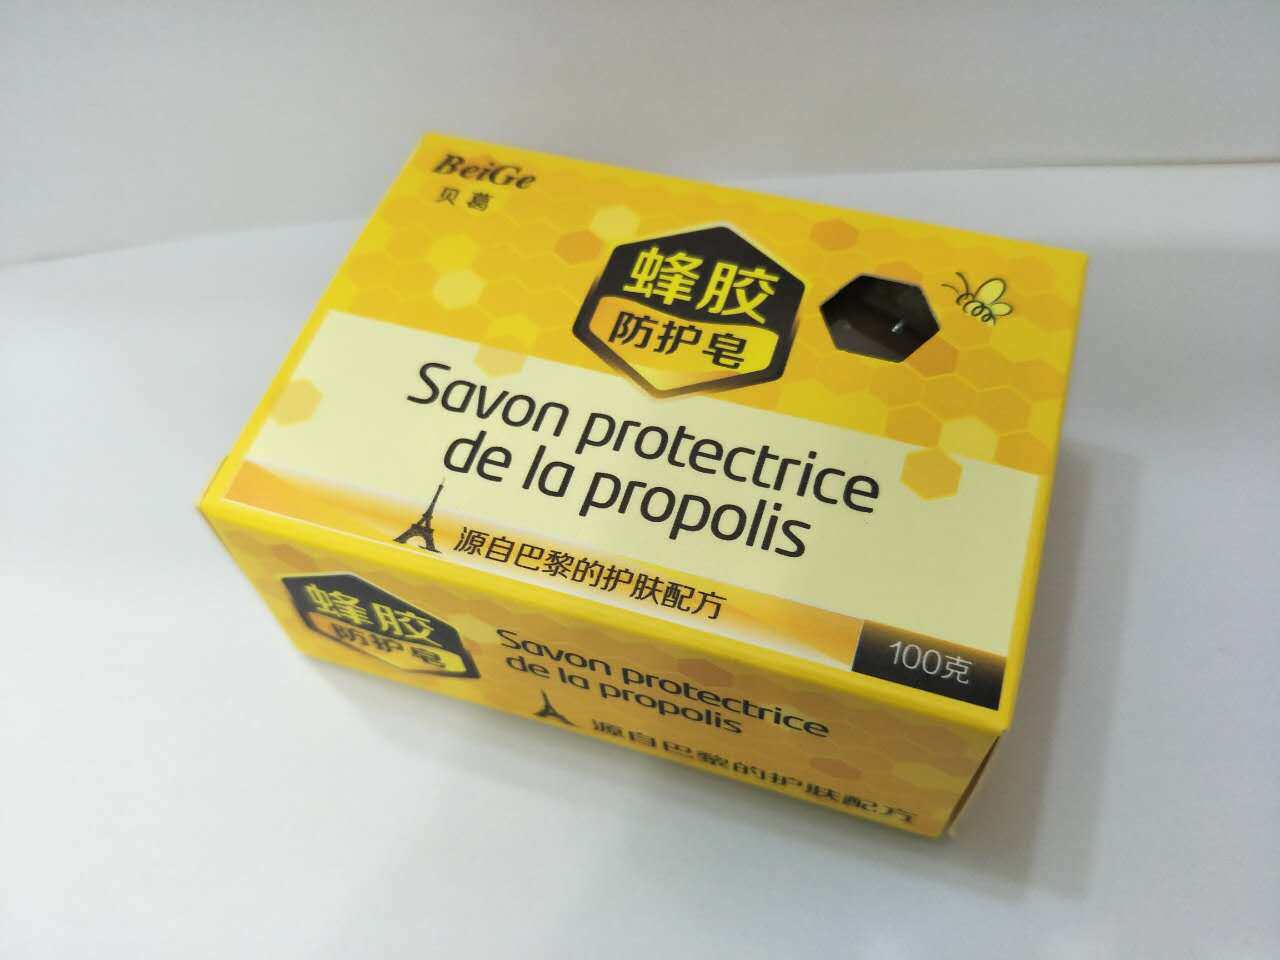 BeiGe
贝葛
蜂胶
防护皂
Savon protectrice
de la propolis
源自巴黎的护肤配方
100克
蜂胶
防护皂
Savon protectrice
de la propolis
源自巴黎的护肤配方